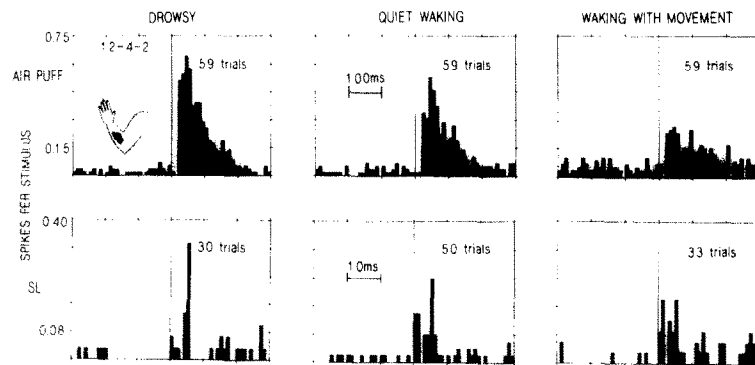 DROWSY
QUIET WAKING
WAKING WITH MOVEMENT
0.75
12-4-2
AIR PUFF
59 trials
100ms
59 trials
59 trials
0.15
SPIKES PER STIMULUS
0.40
30 trials
50 trials
33 trials
SL
10ms
0.08